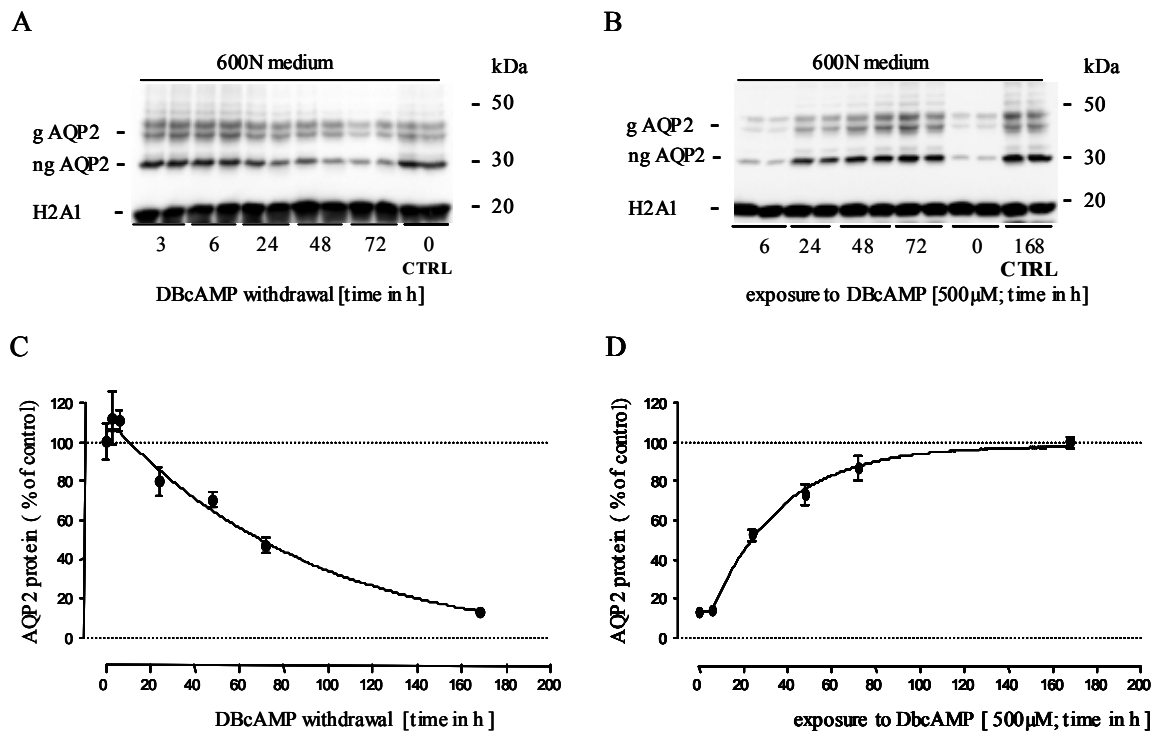 A
600N medium
kDa
- 50
g AQP2 -
ng AQP2 -
- 30
H2A1 -
- 20
3 6 24 48 72 0
CTRL
DBcAMP withdrawal [time in h]
B
600N medium
kDa
- 50
g AQP2 -
ng AQP2 -
- 30
H2A1 -
- 20
6 24 48 72 0 168
CTRL
exposure to DBcAMP [500µM; time in h]
C
AQP2 protein ( % of control)
120
100
80
60
40
20
0
0 20 40 60 80 100 120 140 160 180 200
DBcAMP withdrawal [time in h]
D
AQP2 protein ( % of control)
120
100
80
60
40
20
0
0 20 40 60 80 100 120 140 160 180 200
exposure to DbcAMP [ 500µM; time in h ]